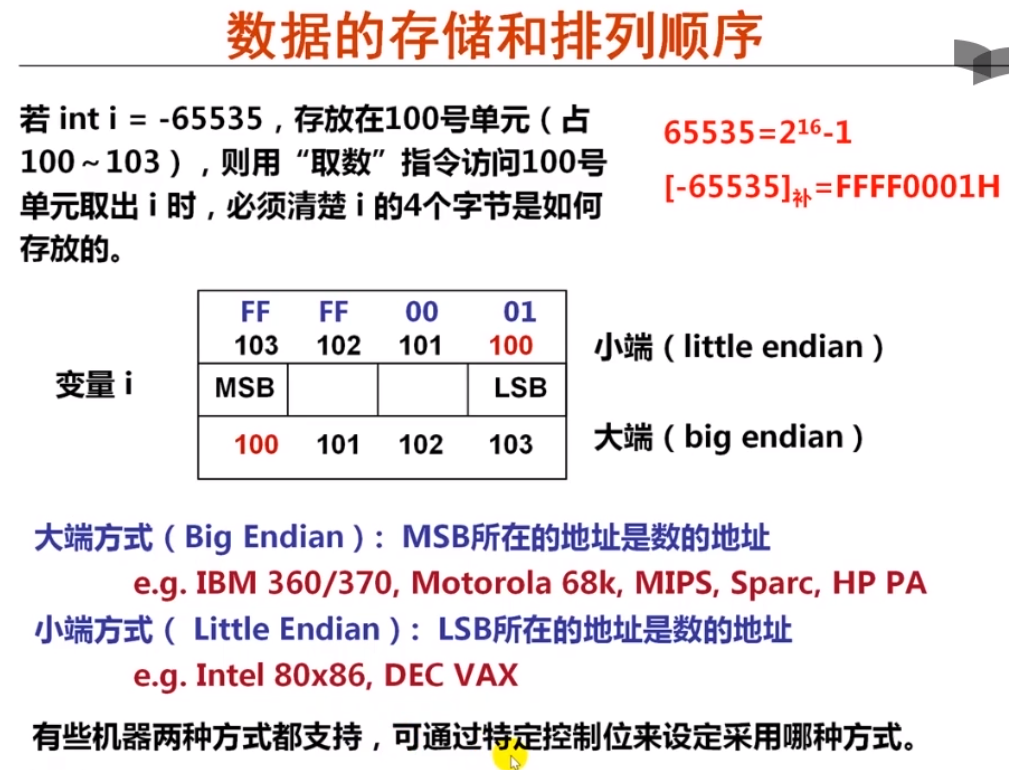 数据的存储和排列顺序
若 int i = -65535，存放在100号单元（占
100～103），则用“取数”指令访问100号
单元取出 i 时，必须清楚 i 的4个字节是如何
存放的。
65535=2¹⁶-1
[-65535]补=FFFF0001H
FF FF 00 01
103 102 101 100
小端（little endian）
变量 i
MSB LSB
100 101 102 103
大端（big endian）
大端方式（Big Endian）：MSB所在的地址是数的地址
e.g. IBM 360/370, Motorola 68k, MIPS, Sparc, HP PA
小端方式（ Little Endian）：LSB所在的地址是数的地址
e.g. Intel 80x86, DEC VAX
有些机器两种方式都支持，可通过特定控制位来设定采用哪种方式。